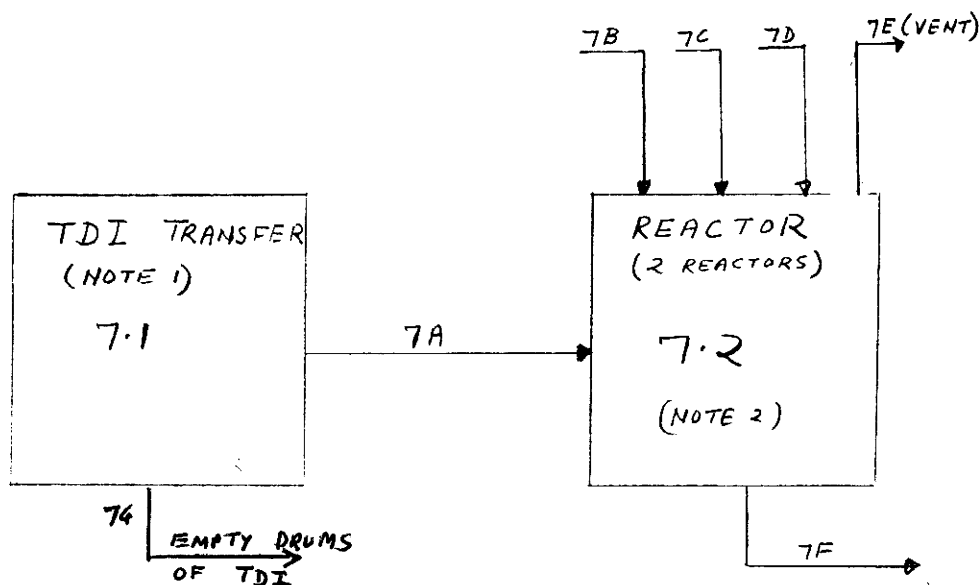 7B
7C
7D
7E (VENT)
TDI TRANSFER
(NOTE 1)
7.1
7A
REACTOR
(2 REACTORS)
7.2
(NOTE 2)
7G
EMPTY DRUMS
OF TDI
7F